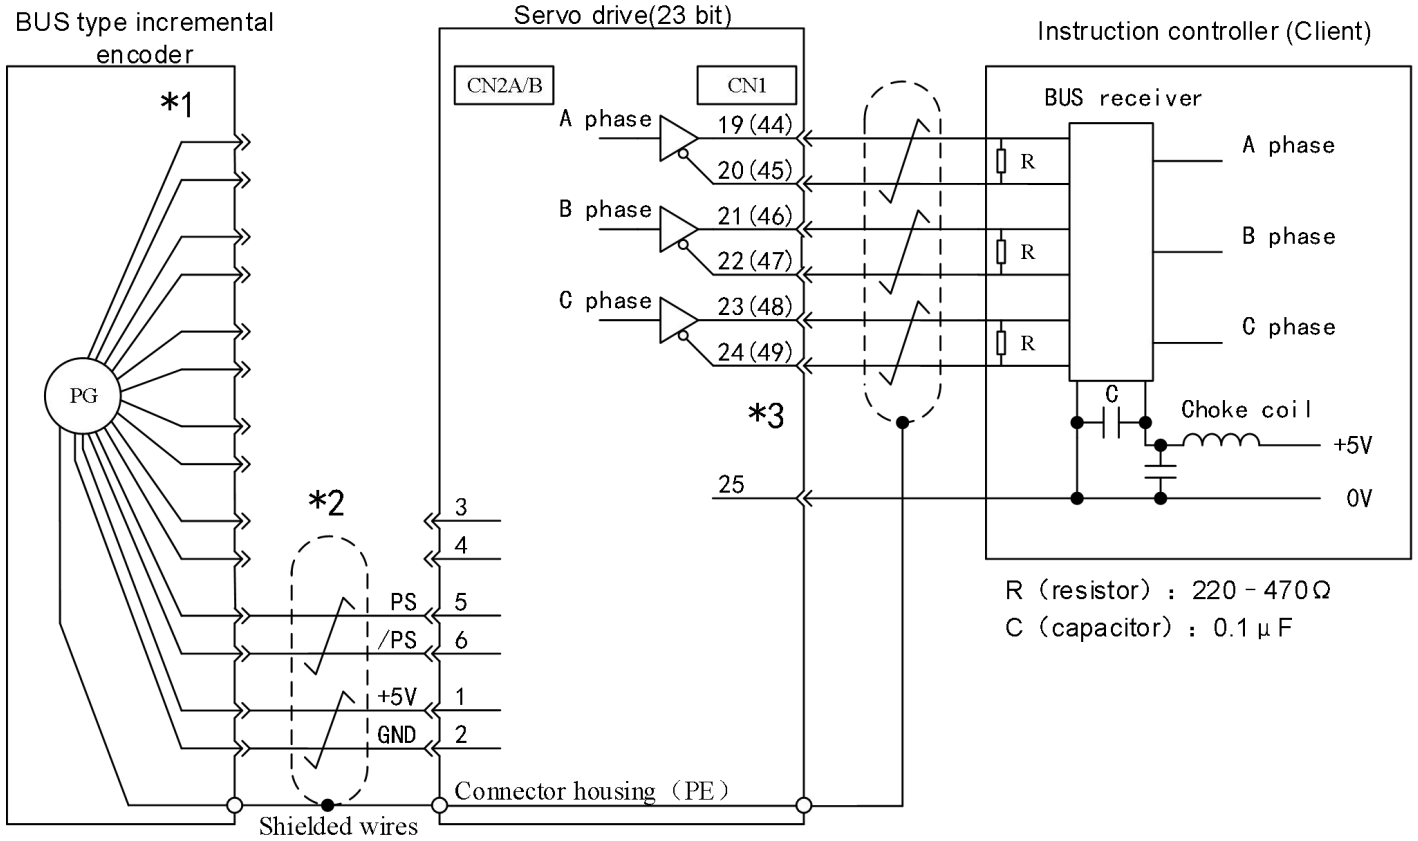 BUS type incremental
encoder
Servo drive(23 bit)
Instruction controller (Client)
*1
CN2A/B
CN1
BUS receiver
A phase
19(44)
20(45)
R
A phase
B phase
21(46)
22(47)
R
B phase
C phase
23(48)
24(49)
R
C phase
PG
*3
C
Choke coil
+5V
25
0V
*2
3
4
PS
5
/PS
6
+5V
1
GND
2
R（resistor）：220－470Ω
C（capacitor）：0.1μF
Connector housing（PE）
Shielded wires